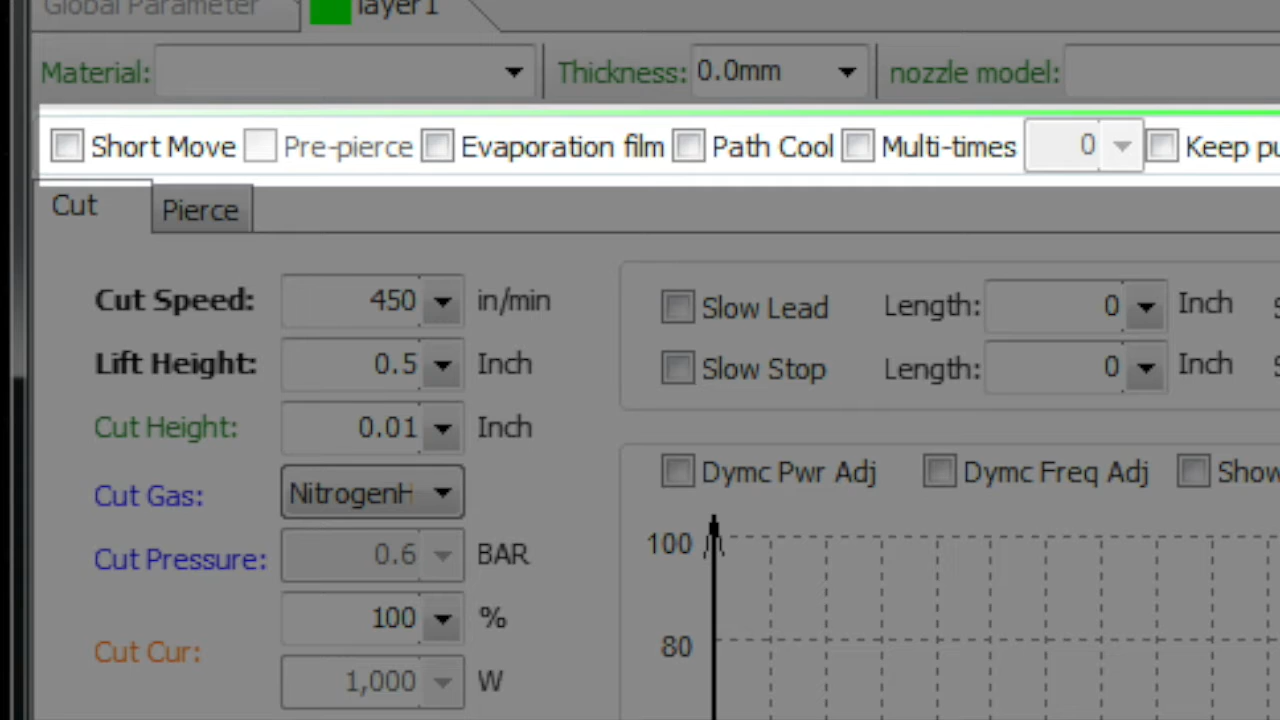 Global Parameter layer1
Material: Thickness: 0.0mm nozzle model:
Short Move Pre-pierce Evaporation film Path Cool Multi-times 0 Keep pu
Cut Pierce
Cut Speed: 450 in/min Slow Lead Length: 0 Inch
Lift Height: 0.5 Inch Slow Stop Length: 0 Inch
Cut Height: 0.01 Inch
Cut Gas: NitrogenH Dymc Pwr Adj Dymc Freq Adj Show
Cut Pressure: 0.6 BAR 100
100 %
Cut Cur: 80
1,000 W